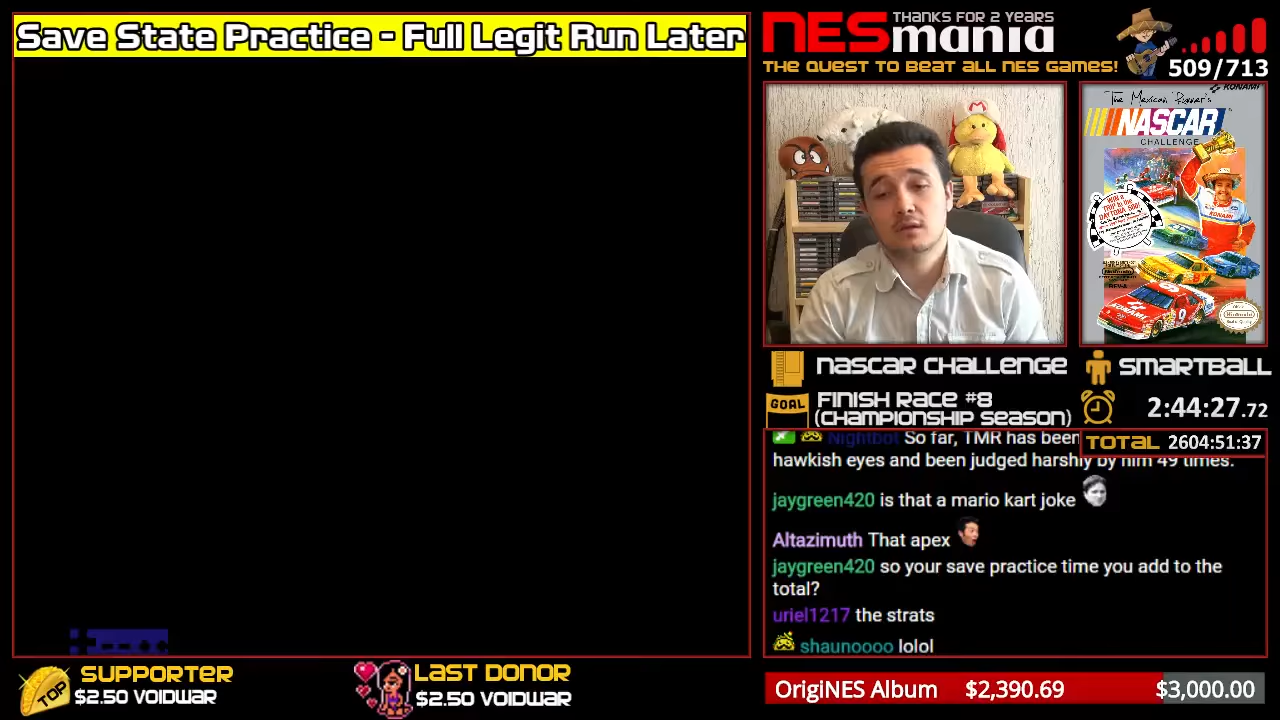 Save State Practice - Full Legit Run Later
NESmania
THANKS FOR 2 YEARS
THE QUEST TO BEAT ALL NES GAMES!
509/713
KONAMI
The Mexican Runner's
NASCAR
CHALLENGE
KONAMI
NASCAR CHALLENGE
SMARTBALL
GOAL
FINISH RACE #8
(CHAMPIONSHIP SEASON)
2:44:27.72
TOTAL 2604:51:37
Nightbot So far, TMR has been
hawkish eyes and been judged harshly by him 49 times.
jaygreen420 is that a mario kart joke
Altazimuth That apex
jaygreen420 so your save practice time you add to the
total?
uriel1217 the strats
shaunoooo lolol
TOP
SUPPORTER
$2.50 VOIDWAR
LAST DONOR
$2.50 VOIDWAR
OrigiNES Album $2,390.69 $3,000.00